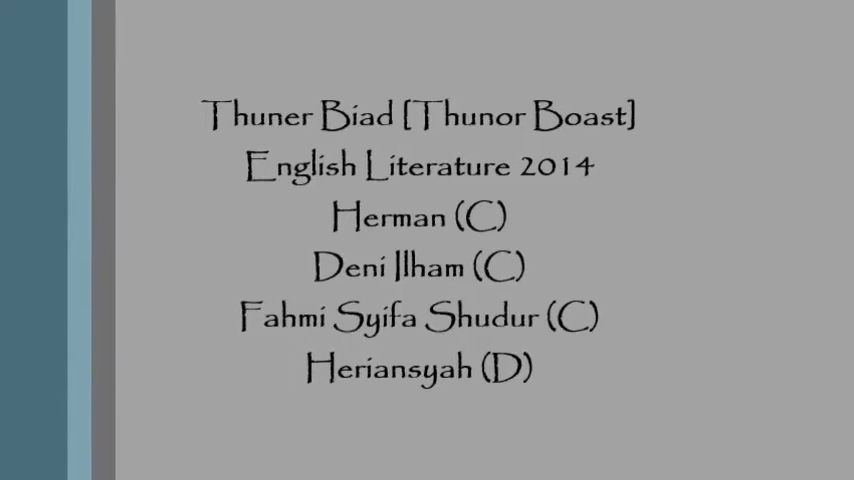 Thuner Biad [Thunor Boast]
English Literature 2014
Herman (C)
Deni Ilham (C)
Fahmi Syifa Shudur (C)
Heriansyah (D)